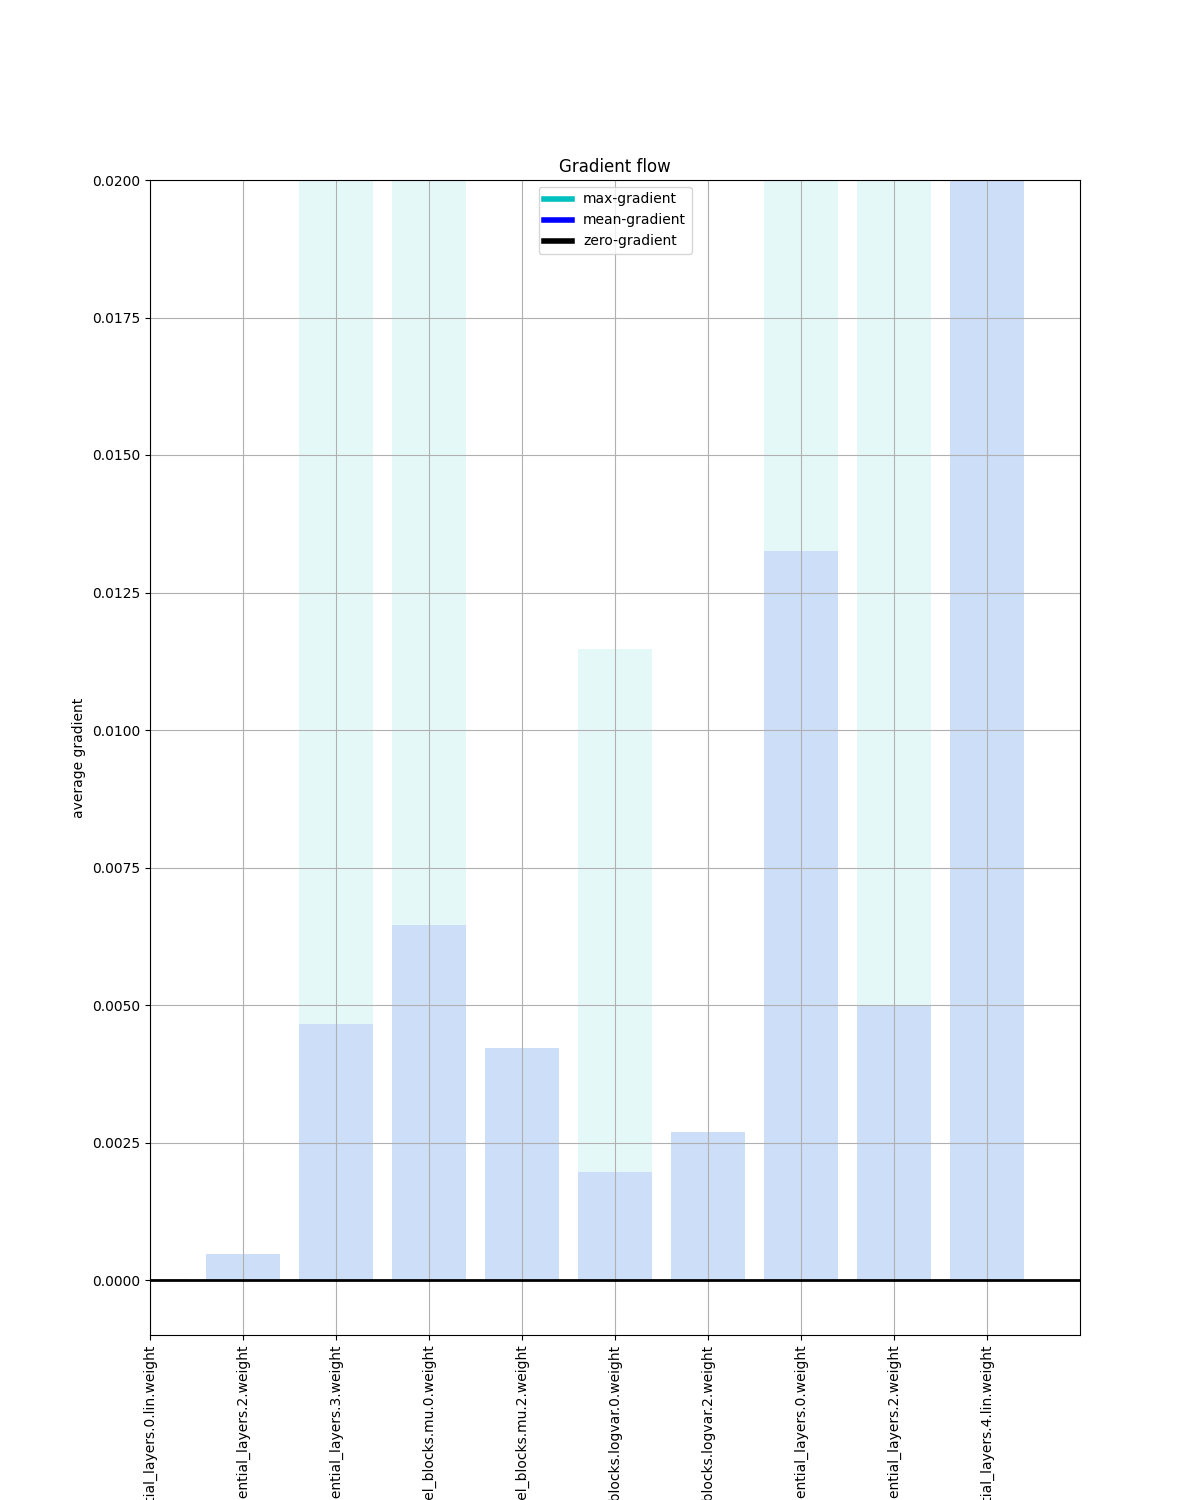 Gradient flow
max-gradient
mean-gradient
zero-gradient
average gradient
0.0200
0.0175
0.0150
0.0125
0.0100
0.0075
0.0050
0.0025
0.0000
tial_layers.0.lin.weight
ential_layers.2.weight
ential_layers.3.weight
el_blocks.mu.0.weight
el_blocks.mu.2.weight
blocks.logvar.0.weight
blocks.logvar.2.weight
ential_layers.0.weight
ential_layers.2.weight
tial_layers.4.lin.weight